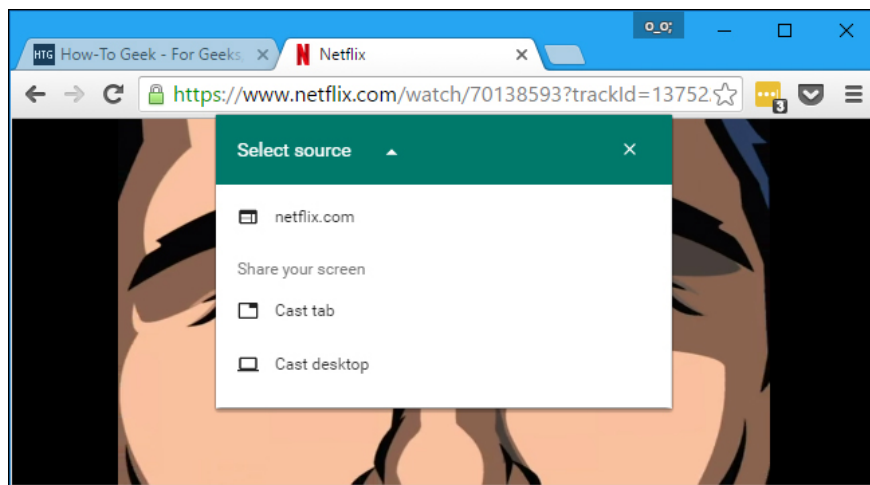 o_o;
HTG How-To Geek - For Geeks,
N Netflix
https://www.netflix.com/watch/70138593?trackId=13752
3
Select source
netflix.com
Share your screen
Cast tab
Cast desktop